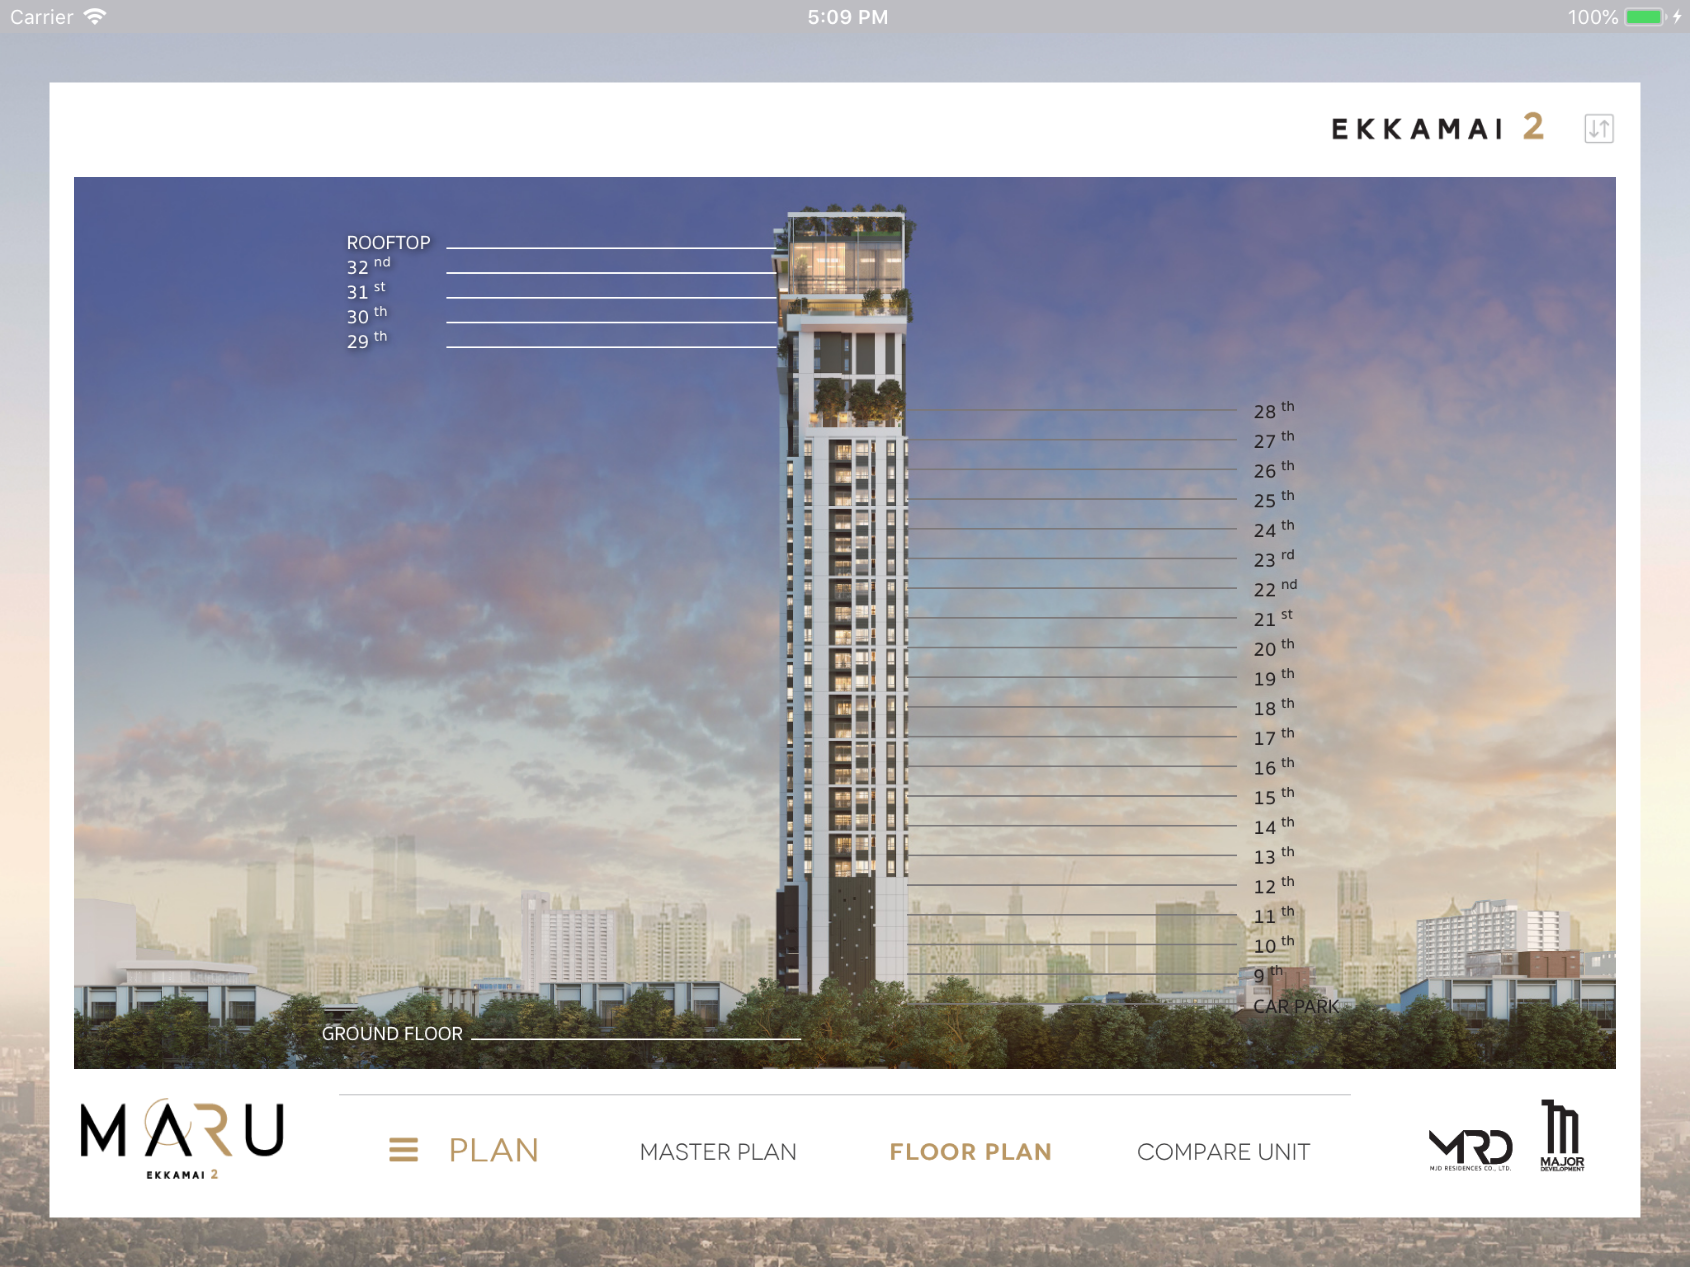 Carrier 5:09 PM 100%
EKKAMAI 2
ROOFTOP
32 nd
31 st
30 th
29 th
28 th
27 th
26 th
25 th
24 th
23 rd
22 nd
21 st
20 th
19 th
18 th
17 th
16 th
15 th
14 th
13 th
12 th
11 th
10 th
9 th
CAR PARK
GROUND FLOOR
MARU
EKKAMAI 2
PLAN MASTER PLAN FLOOR PLAN COMPARE UNIT
MRD
MJD RESIDENCES CO., LTD.
MAJOR
DEVELOPMENT